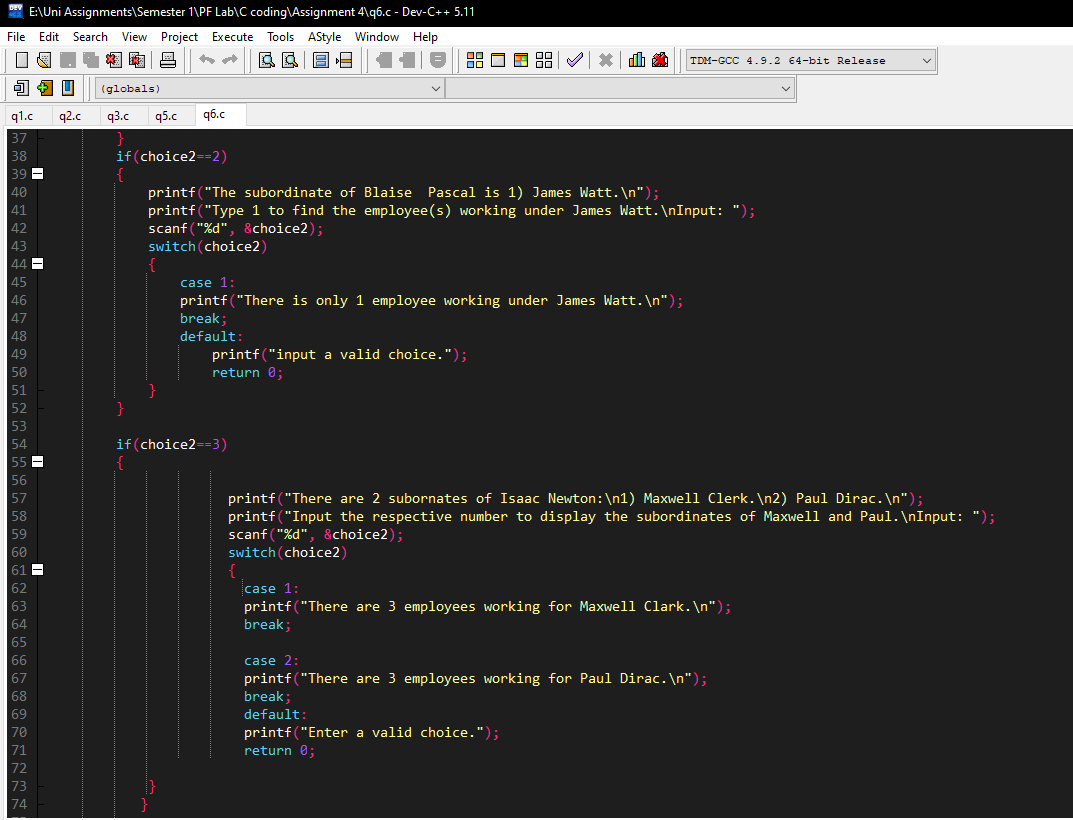 E:\Uni Assignments\Semester 1\PF Lab\C coding\Assignment 4\q6.c - Dev-C++ 5.11
File Edit Search View Project Execute Tools AStyle Window Help
TDM-GCC 4.9.2 64-bit Release
(globals)
q1.c q2.c q3.c q5.c q6.c
37 }
38 if(choice2==2)
39 {
40 printf("The subordinate of Blaise  Pascal is 1) James Watt.\n");
41 printf("Type 1 to find the employee(s) working under James Watt.\nInput: ");
42 scanf("%d", &choice2);
43 switch(choice2)
44 {
45 case 1:
46 printf("There is only 1 employee working under James Watt.\n");
47 break;
48 default:
49 printf("input a valid choice.");
50 return 0;
51 }
52 }
53
54 if(choice2==3)
55 {
56
57 printf("There are 2 subornates of Isaac Newton:\n1) Maxwell Clerk.\n2) Paul Dirac.\n");
58 printf("Input the respective number to display the subordinates of Maxwell and Paul.\nInput: ");
59 scanf("%d", &choice2);
60 switch(choice2)
61 {
62 case 1:
63 printf("There are 3 employees working for Maxwell Clark.\n");
64 break;
65
66 case 2:
67 printf("There are 3 employees working for Paul Dirac.\n");
68 break;
69 default:
70 printf("Enter a valid choice.");
71 return 0;
72
73 }
74 }